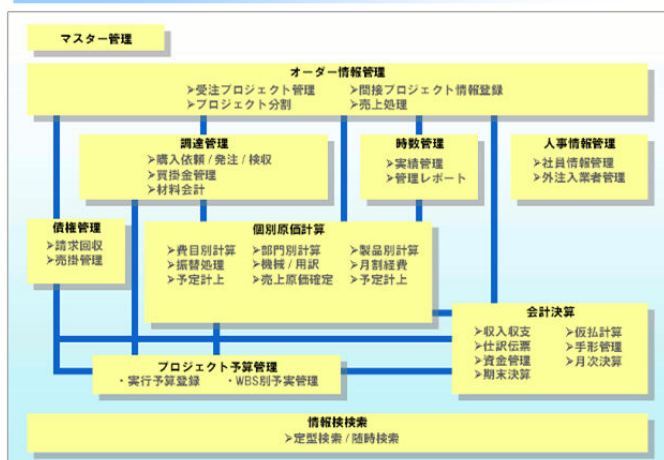 マスター管理
オーダー情報管理
➢受注プロジェクト管理 ➢間接プロジェクト情報登録
➢プロジェクト分割 ➢売上処理
調達管理
➢購入依頼 / 発注 / 検収
➢買掛金管理
➢材料会計
時数管理
➢実績管理
➢管理レポート
人事情報管理
➢社員情報管理
➢外注入業者管理
債権管理
➢請求回収
➢売掛管理
個別原価計算
➢費目別計算 ➢部門別計算 ➢製品別計算
➢振替処理 ➢機械 / 用訳 ➢月割経費
➢予定計上 ➢売上原価確定 ➢予定計上
会計決算
➢収入収支 ➢仮払計算
➢仕訳伝票 ➢手形管理
➢資金管理 ➢月次決算
➢期末決算
プロジェクト予算管理
・実行予算登録 ・WBS別予実管理
情報検検索
➢定型検索 / 随時検索